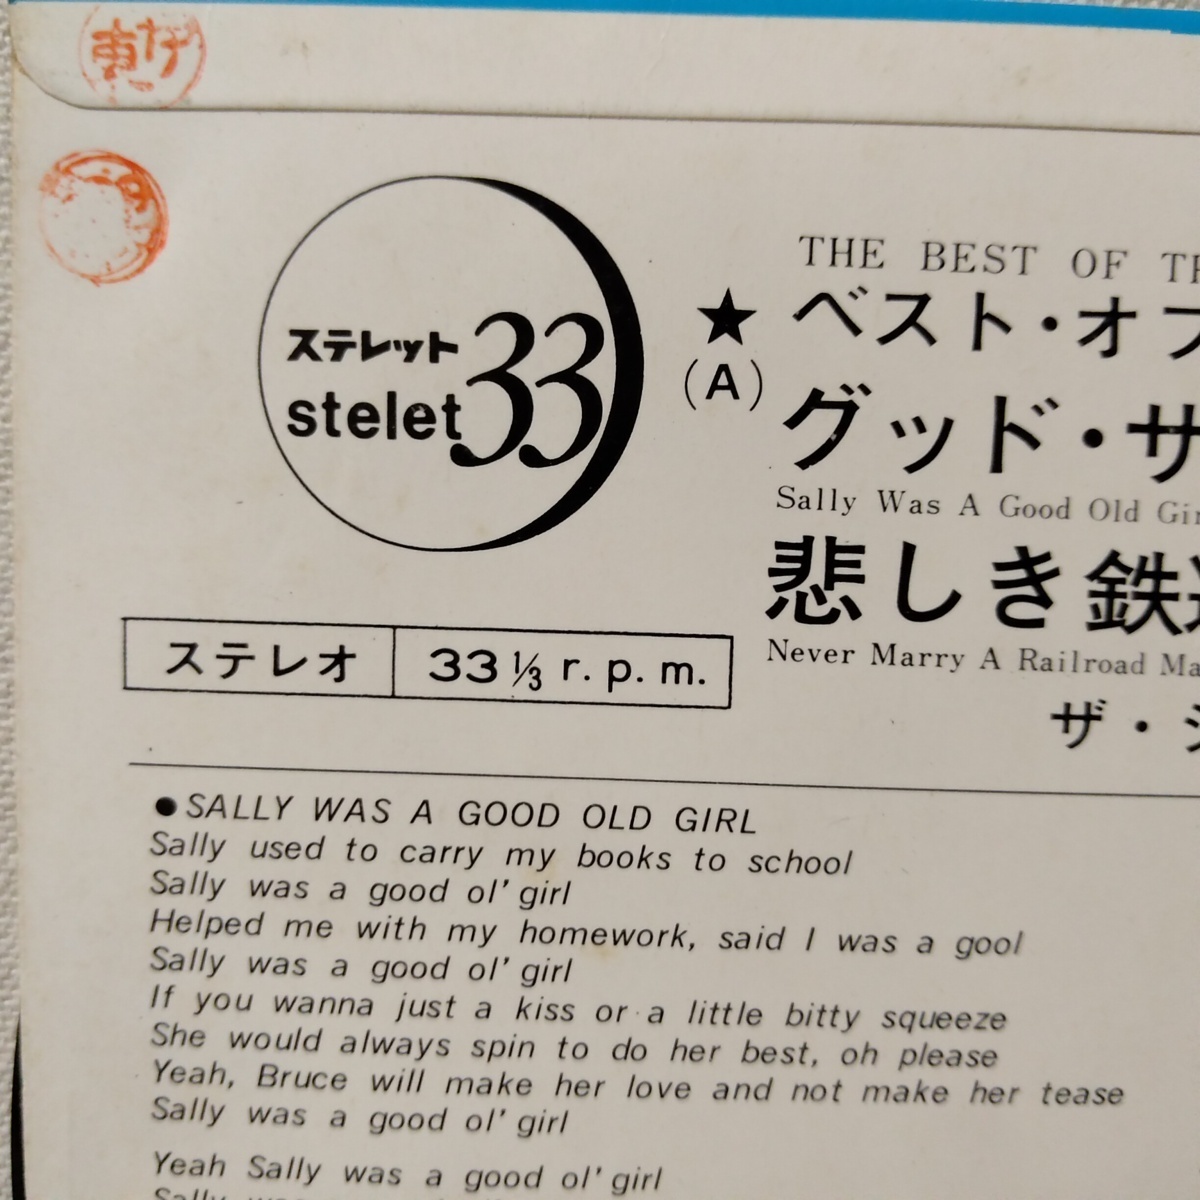 ステレット
stelet 33
THE BEST OF
★ ベスト・オフ
(A) グッド・サ
Sally Was A Good Old
悲しき鉄
Never Marry A Railroad
ザ・シ
ステレオ 33⅓ r.p.m.
●SALLY WAS A GOOD OLD GIRL
Sally used to carry my books to school
Sally was a good ol' girl
Helped me with my homework, said I was a gool
Sally was a good ol' girl
If you wanna just a kiss or a little bitty squeeze
She would always spin to do her best, oh please
Yeah, Bruce will make her love and not make her tease
Sally was a good ol' girl
Yeah Sally was a good ol' girl